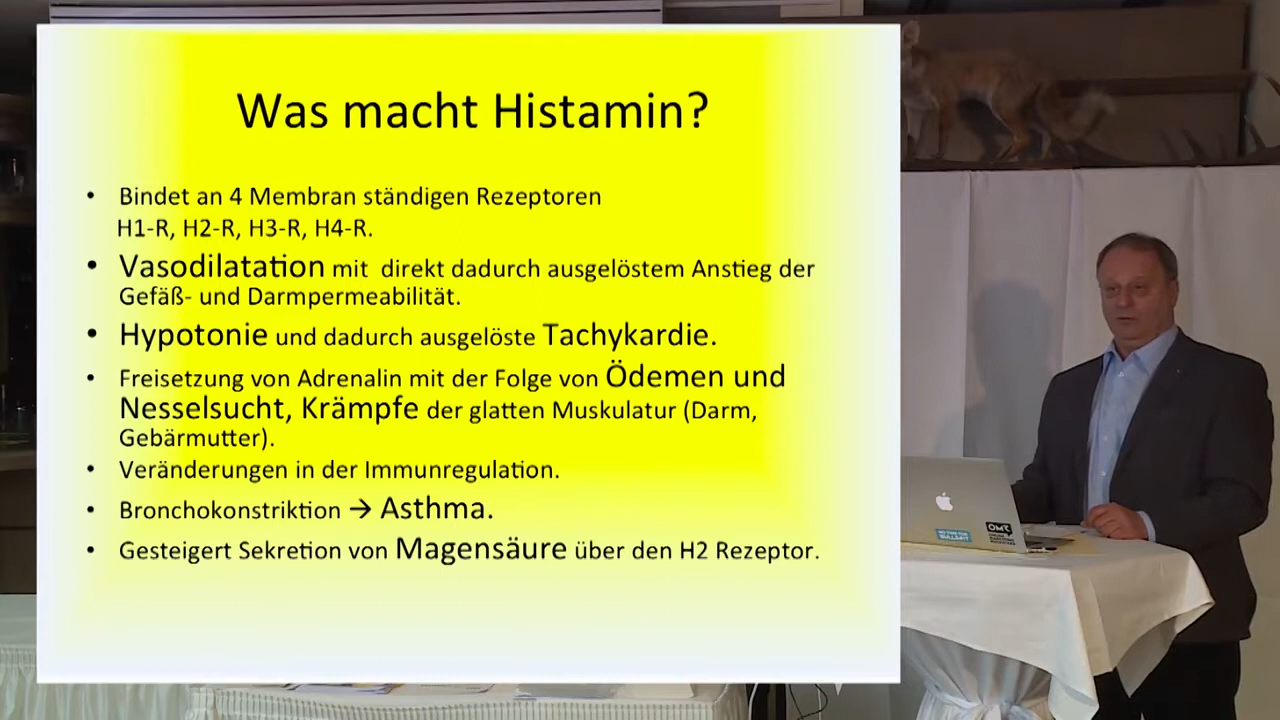 Was macht Histamin?
• Bindet an 4 Membran ständigen Rezeptoren
H1-R, H2-R, H3-R, H4-R.
• Vasodilatation mit direkt dadurch ausgelöstem Anstieg der
Gefäß- und Darmpermeabilität.
• Hypotonie und dadurch ausgelöste Tachykardie.
• Freisetzung von Adrenalin mit der Folge von Ödemen und
Nesselsucht, Krämpfe der glatten Muskulatur (Darm,
Gebärmutter).
• Veränderungen in der Immunregulation.
• Bronchokonstriktion → Asthma.
• Gesteigert Sekretion von Magensäure über den H2 Rezeptor.
OMR